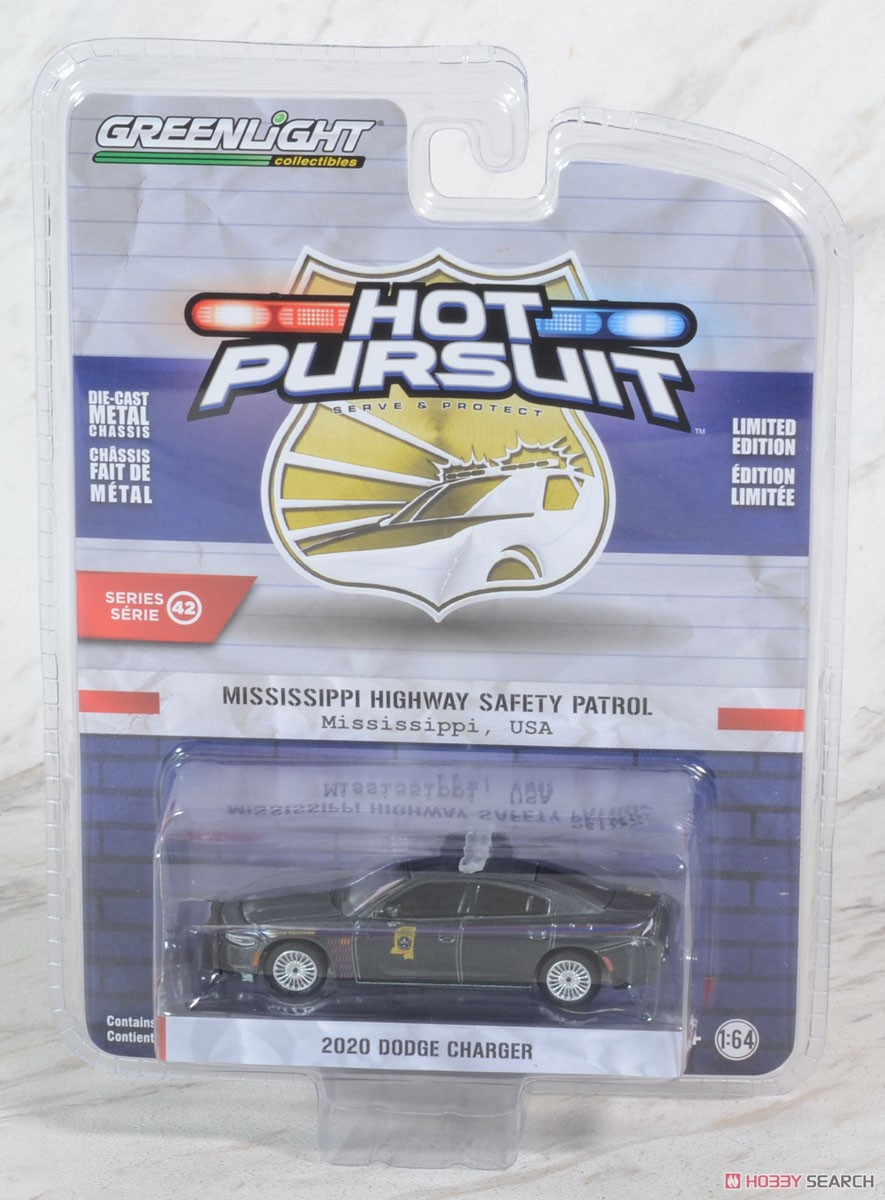 GREENLiGHT®
collectibles
HOT
PURSUIT™
SERVE & PROTECT
DIE-CAST
METAL
CHASSIS
CHÂSSIS
FAIT DE
MÉTAL
LIMITED
EDITION
ÉDITION
LIMITÉE
SERIES
SÉRIE
42
MISSISSIPPI HIGHWAY SAFETY PATROL
Mississippi, USA
Contains
Contient
2020 DODGE CHARGER
+
1:64
HOBBY SEARCH